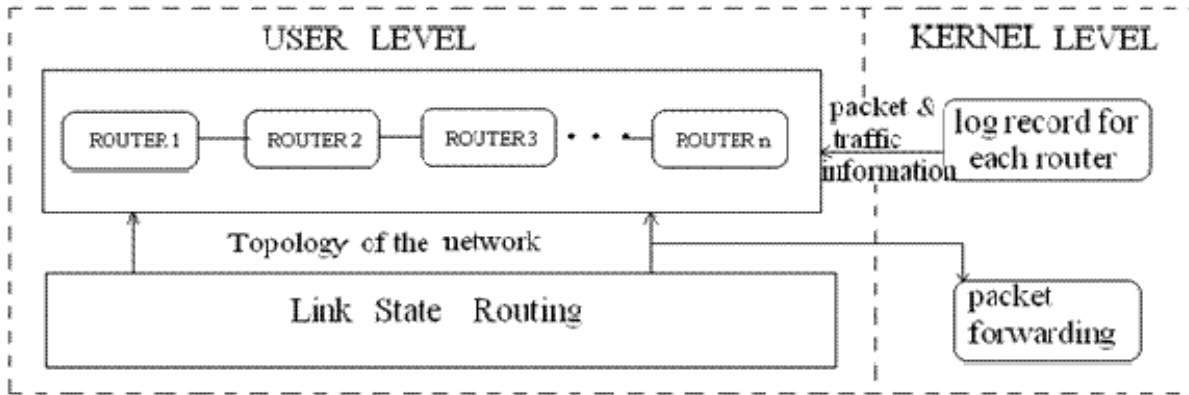 USER LEVEL
KERNEL LEVEL
ROUTER 1
ROUTER 2
ROUTER 3
. . .
ROUTER n
packet &
traffic
information
log record for
each router
Topology of the network
Link State Routing
packet
forwarding